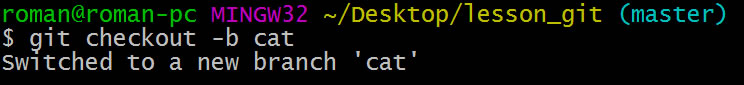 roman@roman-pc MINGW32 ~/Desktop/lesson_git (master)
$ git checkout -b cat
Switched to a new branch 'cat'